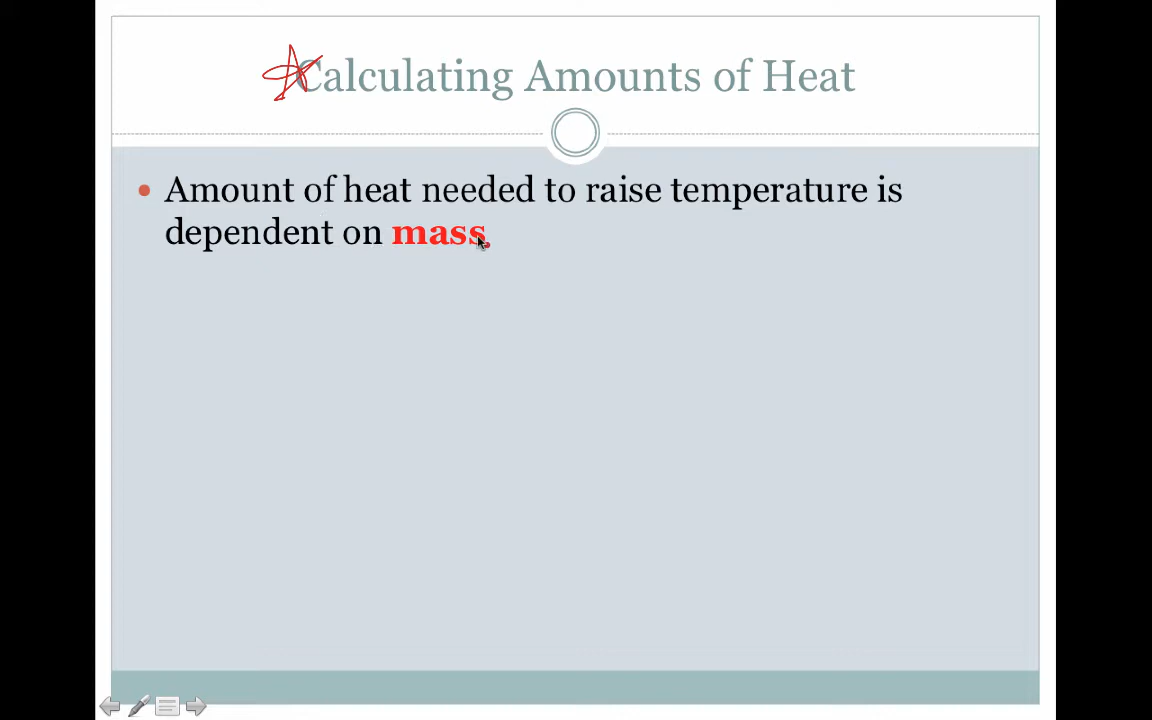 Calculating Amounts of Heat
• Amount of heat needed to raise temperature is
dependent on mass.